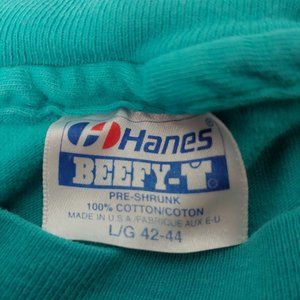 Hanes
BEEFY-T
PRE-SHRUNK
100% COTTON/COTON
MADE IN U.S.A./FABRIQUE AUX E-U
L/G 42-44